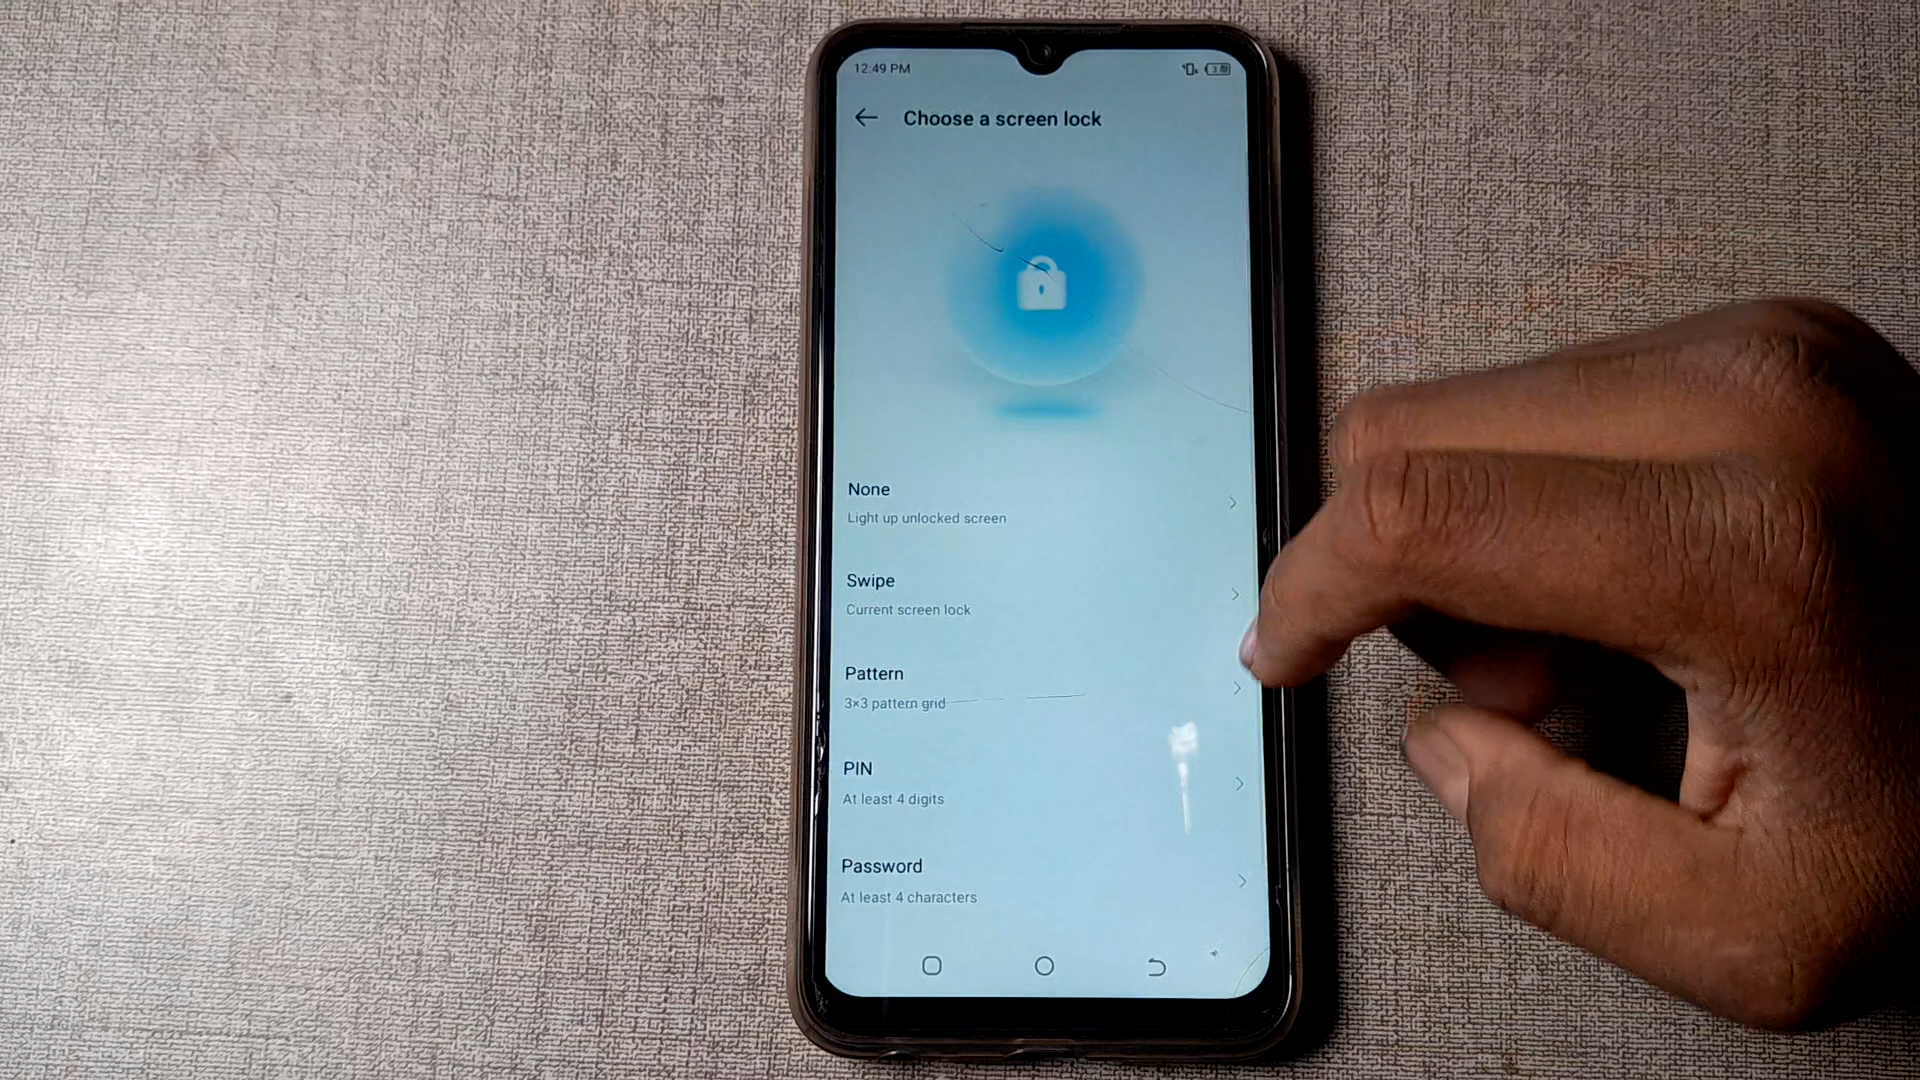 12:49 PM
Choose a screen lock
None
Light up unlocked screen
Swipe
Current screen lock
Pattern
3×3 pattern grid
PIN
At least 4 digits
Password
At least 4 characters